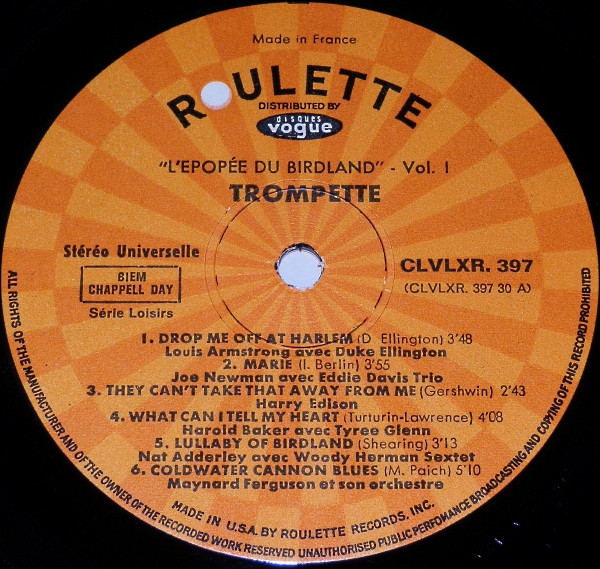 Made in France
ROULETTE
DISTRIBUTED BY
disques
vogue
"L'EPOPÉE DU BIRDLAND" - Vol. I
TROMPETTE
Stéréo Universelle
BIEM
CHAPPELL DAY
Série Loisirs
CLVLXR. 397
(CLVLXR. 397 30 A)
1. DROP ME OFF AT HARLEM (D. Ellington) 3'48
Louis Armstrong avec Duke Ellington
2. MARIE (I. Berlin) 3'55
Joe Newman avec Eddie Davis Trio
3. THEY CAN'T TAKE THAT AWAY FROM ME (Gershwin) 2'43
Harry Edison
4. WHAT CAN I TELL MY HEART (Turturin-Lawrence) 4'08
Harold Baker avec Tyree Glenn
5. LULLABY OF BIRDLAND (Shearing) 3'13
Nat Adderley avec Woody Herman Sextet
6. COLDWATER CANNON BLUES (M. Paich) 5'10
Maynard Ferguson et son orchestre
MADE IN U.S.A. BY ROULETTE RECORDS, INC.
ALL RIGHTS OF THE MANUFACTURER AND OF THE OWNER OF THE RECORDED WORK RESERVED UNAUTHORISED PUBLIC PERFOMANCE BROADCASTING AND COPYING OF THIS RECORD PROHIBITED